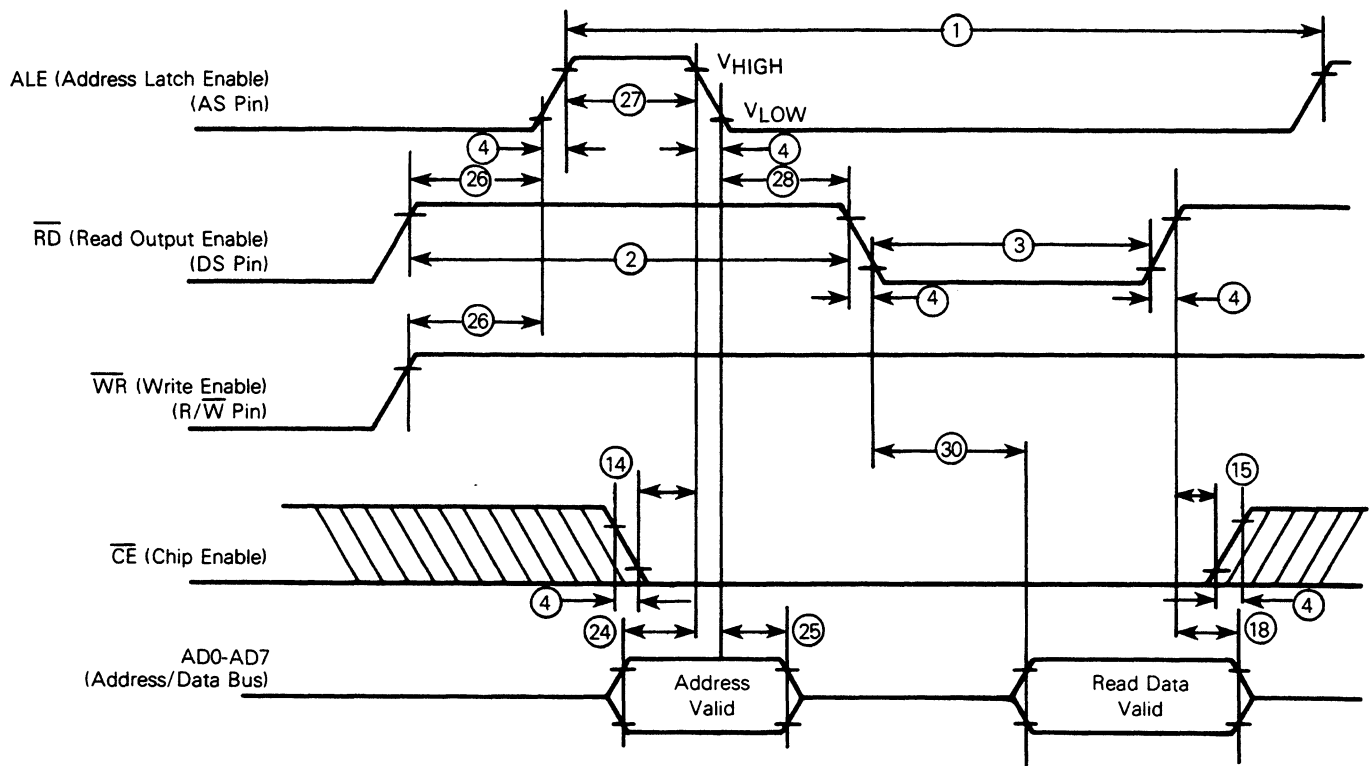 1
ALE (Address Latch Enable)
(AS Pin)
VHIGH
27
VLOW
4
4
26
28
RD (Read Output Enable)
(DS Pin)
2
3
4
4
26
WR (Write Enable)
(R/W Pin)
30
14
15
CE (Chip Enable)
4
4
24
25
18
AD0-AD7
(Address/Data Bus)
Address
Valid
Read Data
Valid